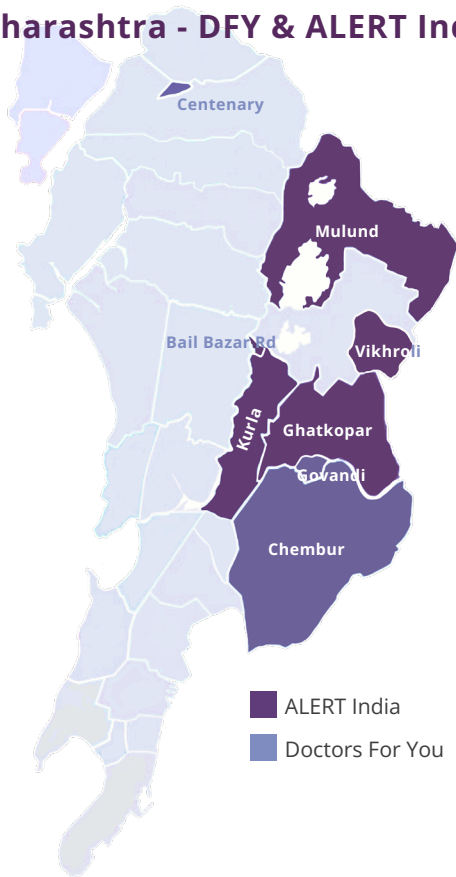 harashtra - DFY & ALERT Ind
Centenary
Mulund
Bail Bazar Rd
Vikhroli
Kurla
Ghatkopar
Govandi
Chembur
ALERT India
Doctors For You